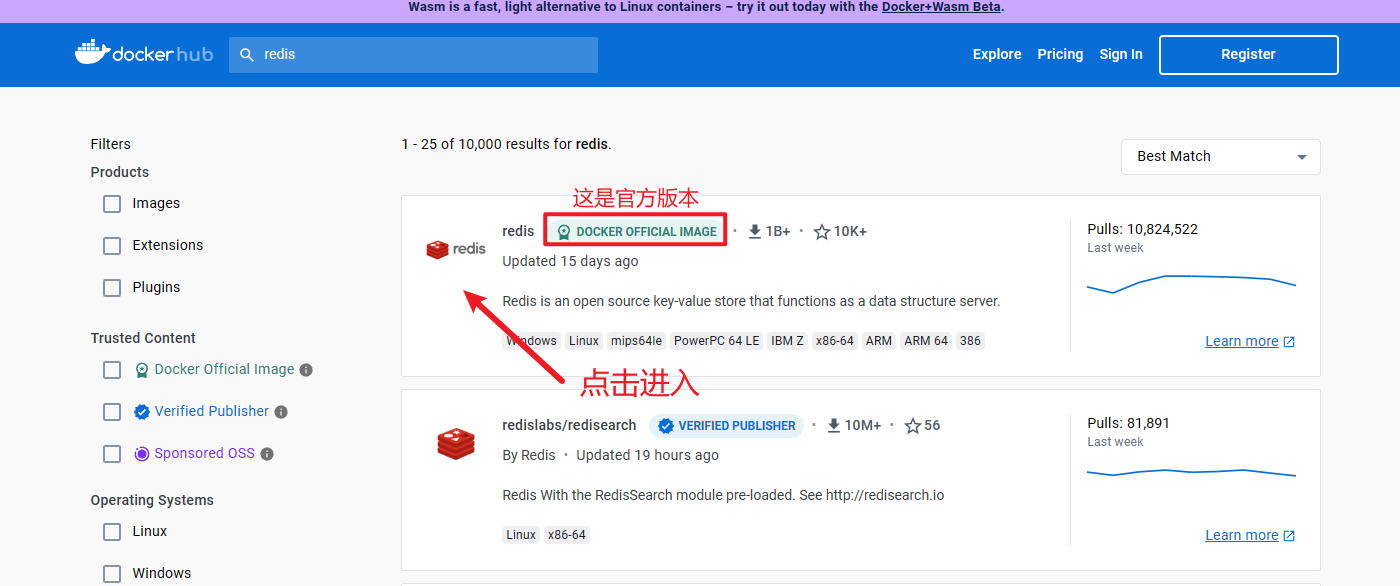 Wasm is a fast, light alternative to Linux containers – try it out today with the Docker+Wasm Beta.
dockerhub
redis
Explore
Pricing
Sign In
Register
Filters
Products
Images
Extensions
Plugins
Trusted Content
Docker Official Image
Verified Publisher
Sponsored OSS
Operating Systems
Linux
Windows
1 - 25 of 10,000 results for redis.
Best Match
这是官方版本
redis
redis DOCKER OFFICIAL IMAGE • 1B+ • 10K+
Updated 15 days ago
Redis is an open source key-value store that functions as a data structure server.
Windows Linux mips64le PowerPC 64 LE IBM Z x86-64 ARM ARM 64 386
Pulls: 10,824,522
Last week
Learn more
点击进入
redislabs/redisearch VERIFIED PUBLISHER • 10M+ • 56
By Redis • Updated 19 hours ago
Redis With the RedisSearch module pre-loaded. See http://redisearch.io
Linux x86-64
Pulls: 81,891
Last week
Learn more